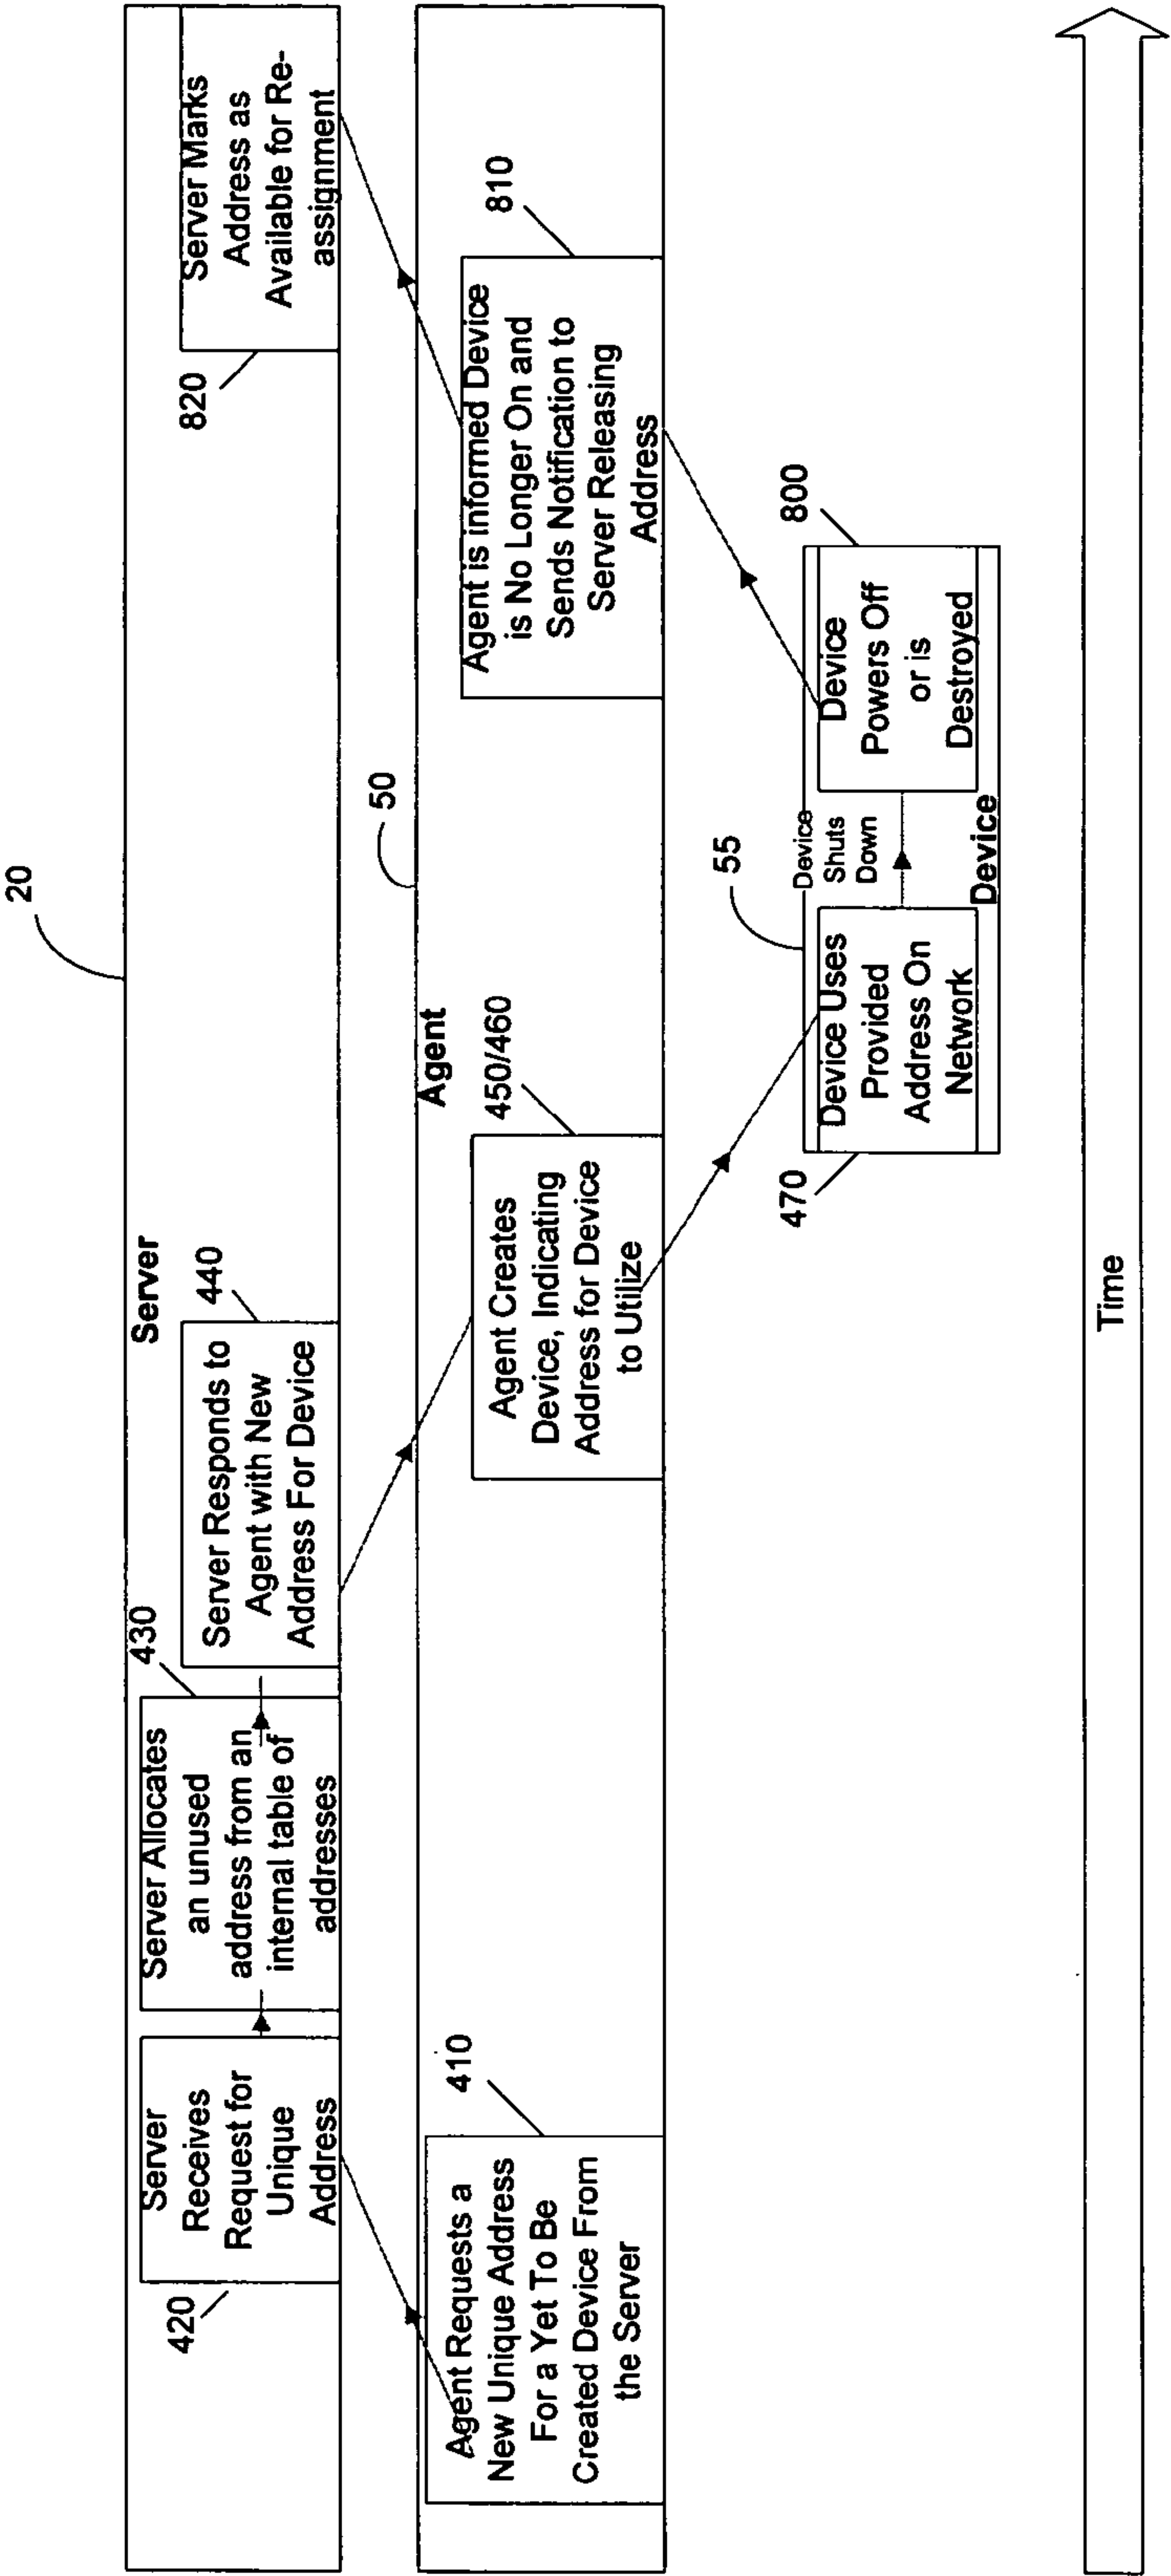 20
Server
420
Server
Receives
Request for
Unique
Address
430
Server Allocates
an unused
address from an
internal table of
addresses
440
Server Responds to
Agent with New
Address For Device
820
Server Marks
Address as
Available for Re-
assignment
50
Agent
410
Agent Requests a
New Unique Address
For a Yet To Be
Created Device From
the Server
450/460
Agent Creates
Device, Indicating
Address for Device
to Utilize
810
Agent is informed Device
is No Longer On and
Sends Notification to
Server Releasing
Address
55
470
Device Uses
Provided
Address On
Network
Device
Shuts
Down
800
Device
Powers Off
or is
Destroyed
Device
Time